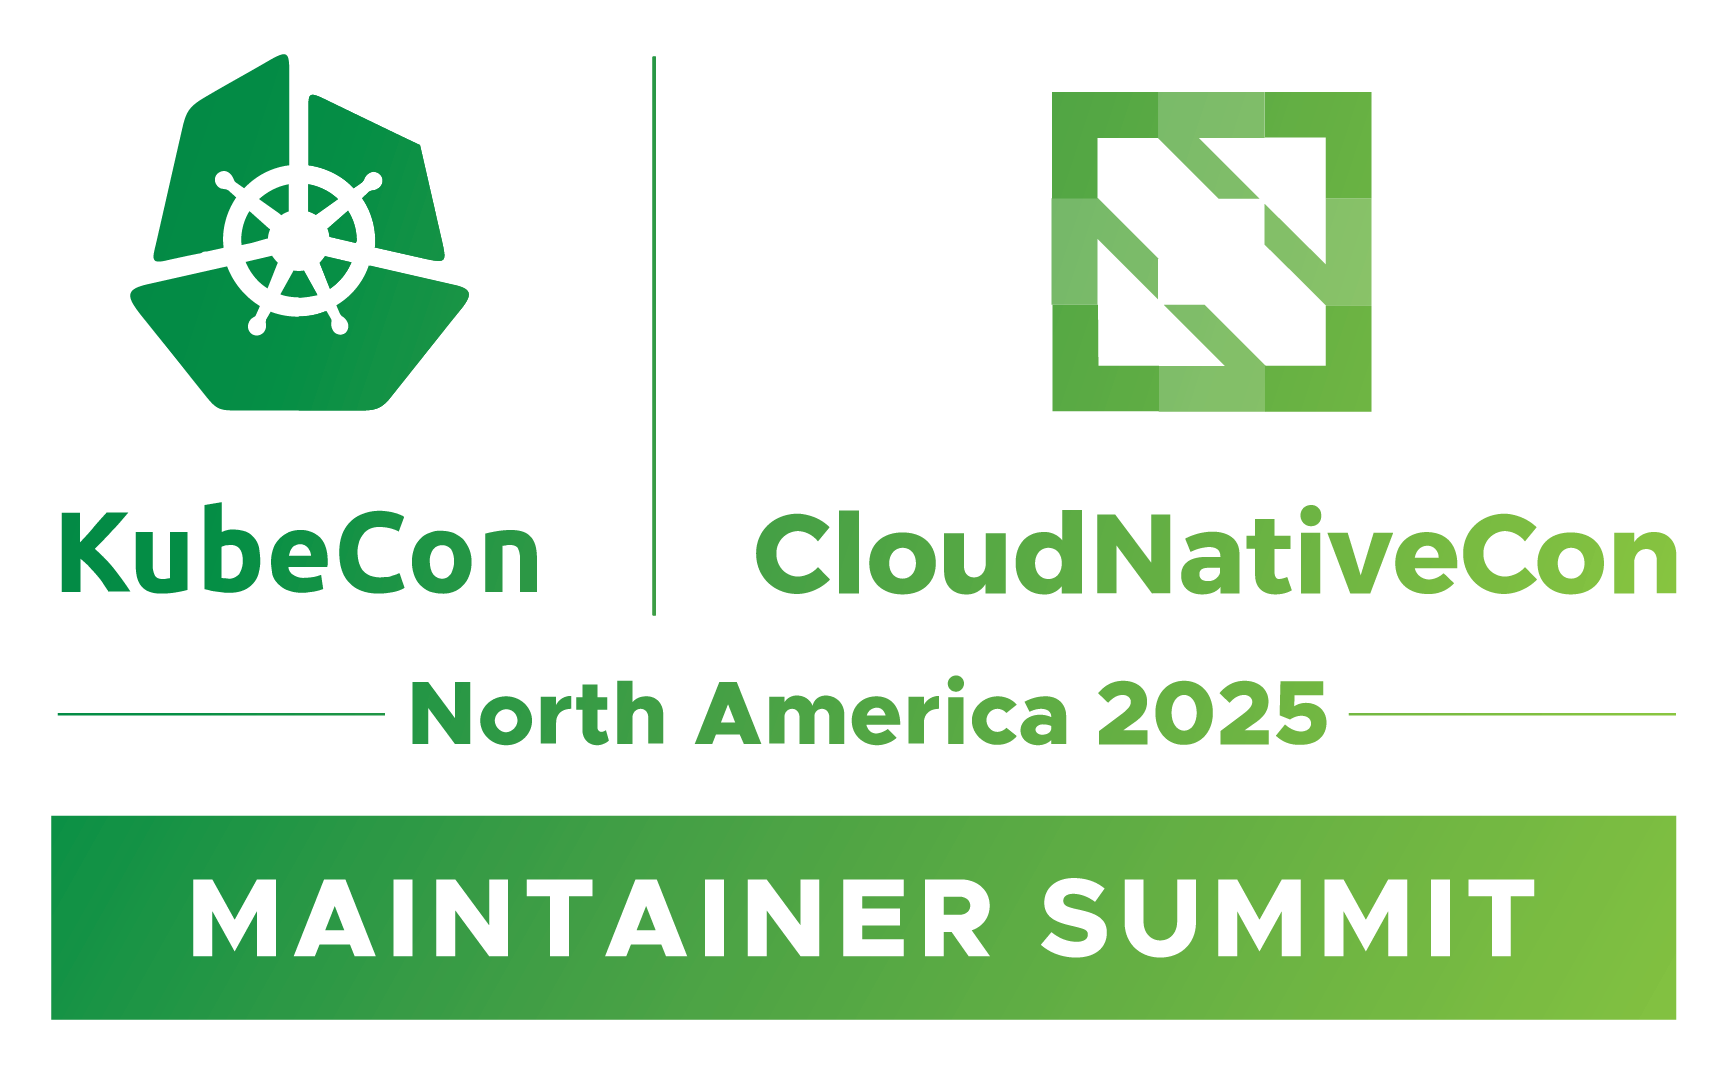 KubeCon
CloudNativeCon
North America 2025
MAINTAINER SUMMIT